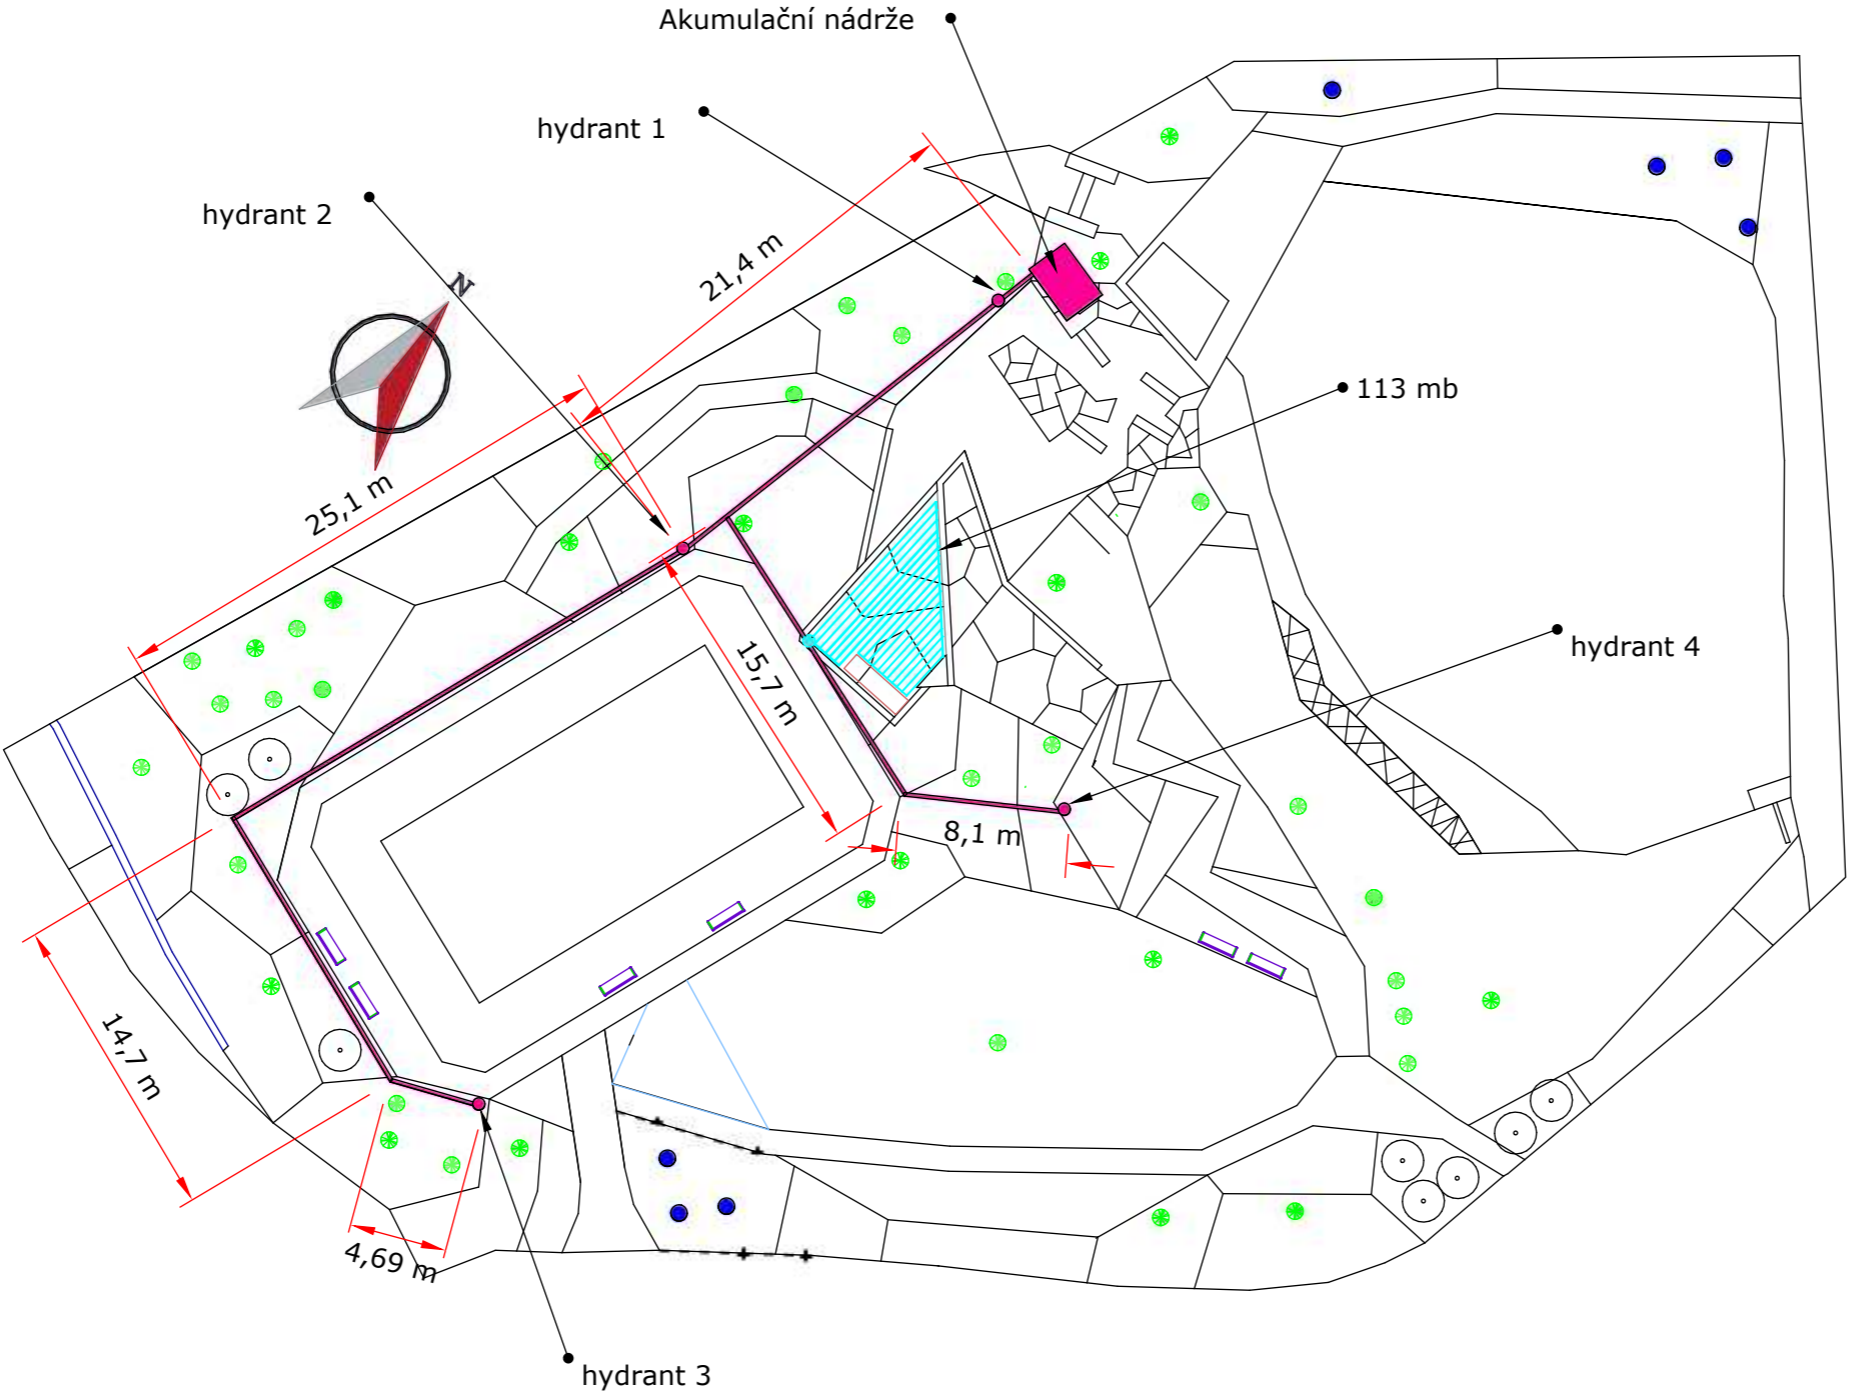 Akumulační nádrže
hydrant 1
hydrant 2
N
21,4 m
113 mb
25,1 m
hydrant 4
15,7 m
8,1 m
14,7 m
4,69 m
hydrant 3